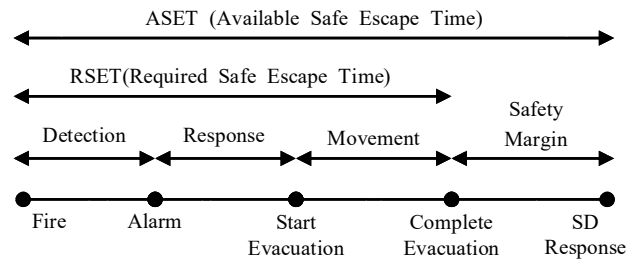 ASET (Available Safe Escape Time)
RSET(Required Safe Escape Time)
Safety
Margin
Detection
Response
Movement
Fire
Alarm
Start
Evacuation
Complete
Evacuation
SD
Response